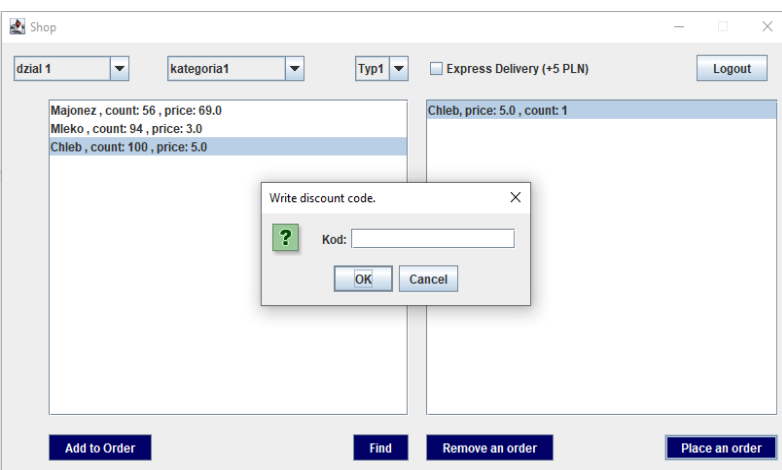 Shop
dzial 1 kategoria1 Typ1 Express Delivery (+5 PLN) Logout
Majonez, count: 56 , price: 69.0
Mleko , count: 94 , price: 3.0
Chleb , count: 100 , price: 5.0
Chleb, price: 5.0 , count: 1
Write discount code.
? Kod:
OK Cancel
Add to Order Find Remove an order Place an order